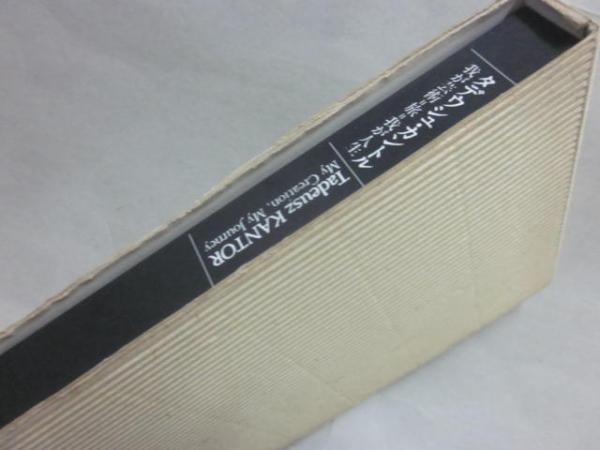 タデウシュ・カントル
我が芸術=旅=我が人生
Tadeusz KANTOR
My Creation, My Journey